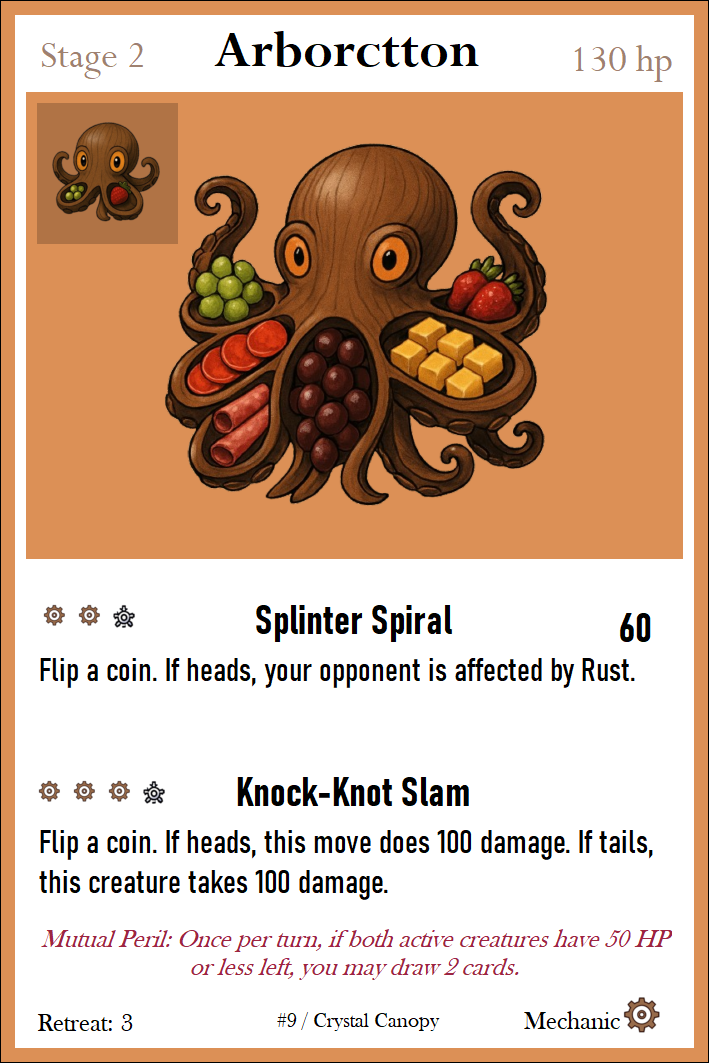 Stage 2
Arborctton
130 hp
Splinter Spiral
60
Flip a coin. If heads, your opponent is affected by Rust.
Knock-Knot Slam
Flip a coin. If heads, this move does 100 damage. If tails,
this creature takes 100 damage.
Mutual Peril: Once per turn, if both active creatures have 50 HP
or less left, you may draw 2 cards.
Retreat: 3
#9 / Crystal Canopy
Mechanic